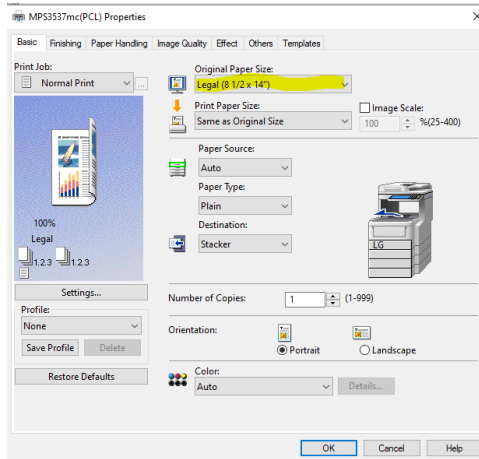 MPS3537mc(PCL) Properties
Basic Finishing Paper Handling Image Quality Effect Others Templates
Print Job:
Normal Print
...
100%
Legal
1.2.3 1.2.3
Settings...
Profile:
None
Save Profile Delete
Restore Defaults
Original Paper Size:
Legal (8 1/2 x 14")
Print Paper Size:
Same as Original Size
Image Scale:
100 %(25-400)
Paper Source:
Auto
Paper Type:
Plain
Destination:
Stacker
LG
Number of Copies: 1 (1-999)
Orientation:
Portrait Landscape
Color:
Auto Details...
OK Cancel Help